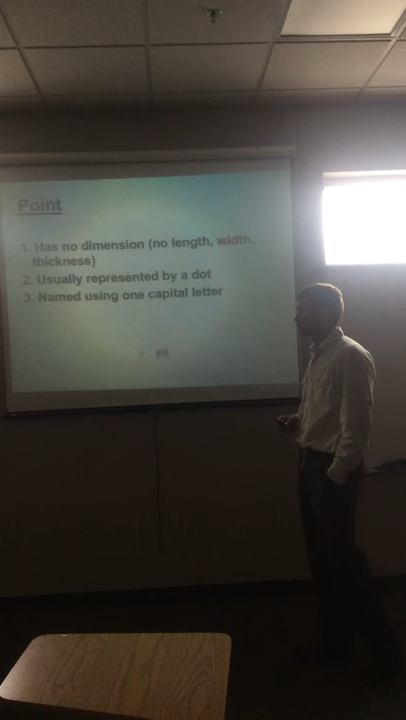 Point
1. Has no dimension (no length, width,
thickness)
2. Usually represented by a dot
3. Named using one capital letter